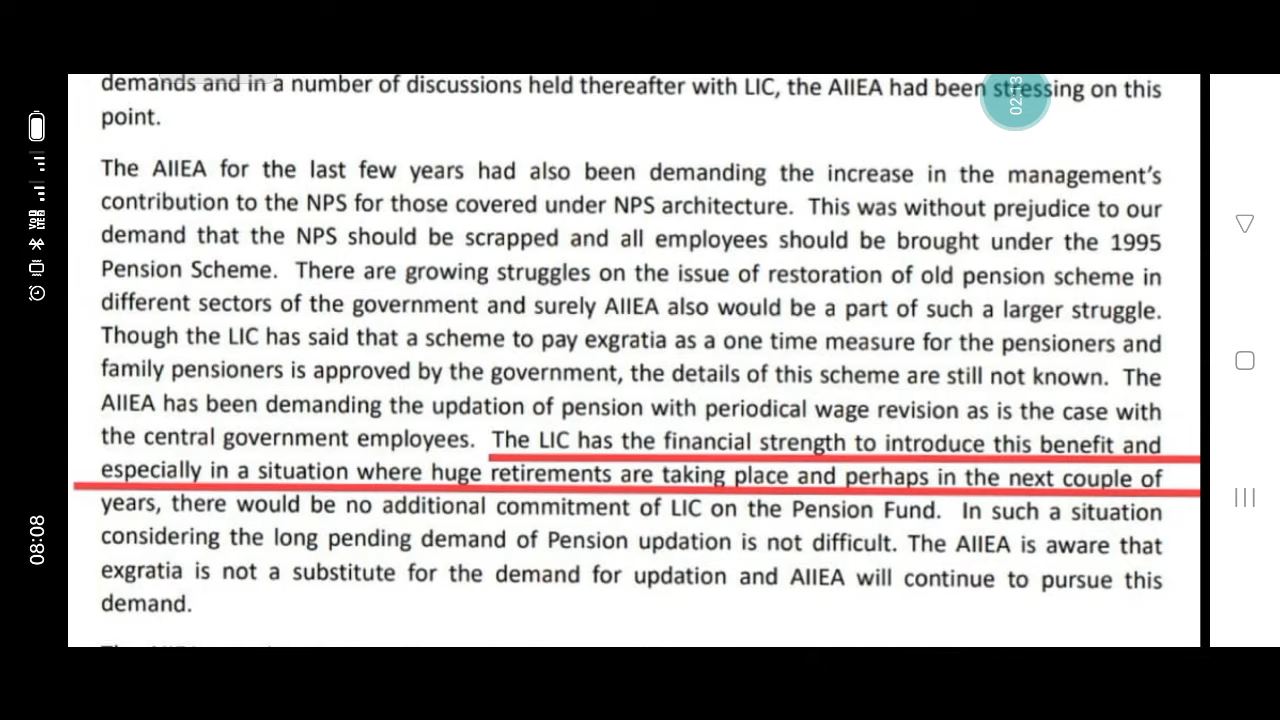 demands and in a number of discussions held thereafter with LIC, the AIIEA had been stressing on this
point.
The AIIEA for the last few years had also been demanding the increase in the management's
contribution to the NPS for those covered under NPS architecture. This was without prejudice to our
demand that the NPS should be scrapped and all employees should be brought under the 1995
Pension Scheme. There are growing struggles on the issue of restoration of old pension scheme in
different sectors of the government and surely AIIEA also would be a part of such a larger struggle.
Though the LIC has said that a scheme to pay exgratia as a one time measure for the pensioners and
family pensioners is approved by the government, the details of this scheme are still not known. The
AIIEA has been demanding the updation of pension with periodical wage revision as is the case with
the central government employees. The LIC has the financial strength to introduce this benefit and
especially in a situation where huge retirements are taking place and perhaps in the next couple of
years, there would be no additional commitment of LIC on the Pension Fund. In such a situation
considering the long pending demand of Pension updation is not difficult. The AIIEA is aware that
exgratia is not a substitute for the demand for updation and AIIEA will continue to pursue this
demand.
02:13
08:08